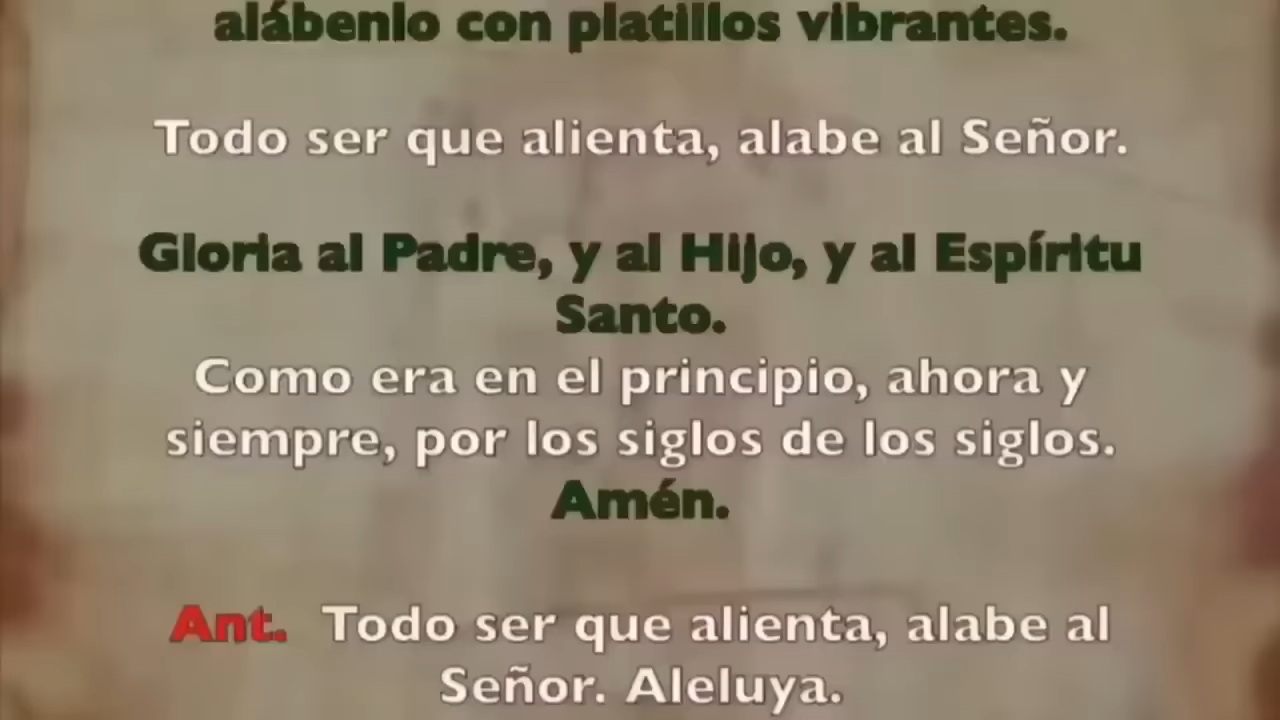 alábenlo con platillos vibrantes.
Todo ser que alienta, alabe al Señor.
Gloria al Padre, y al Hijo, y al Espíritu
Santo.
Como era en el principio, ahora y
siempre, por los siglos de los siglos.
Amén.
Ant. Todo ser que alienta, alabe al
Señor. Aleluya.